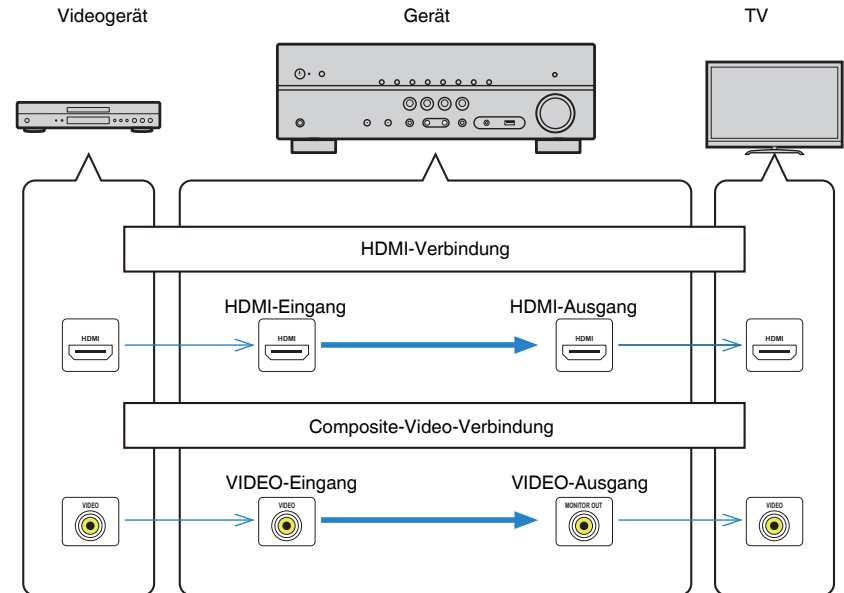 Videogerät Gerät TV
HDMI-Verbindung
HDMI-Eingang HDMI-Ausgang
HDMI HDMI HDMI HDMI
Composite-Video-Verbindung
VIDEO-Eingang VIDEO-Ausgang
VIDEO VIDEO MONITOR OUT VIDEO